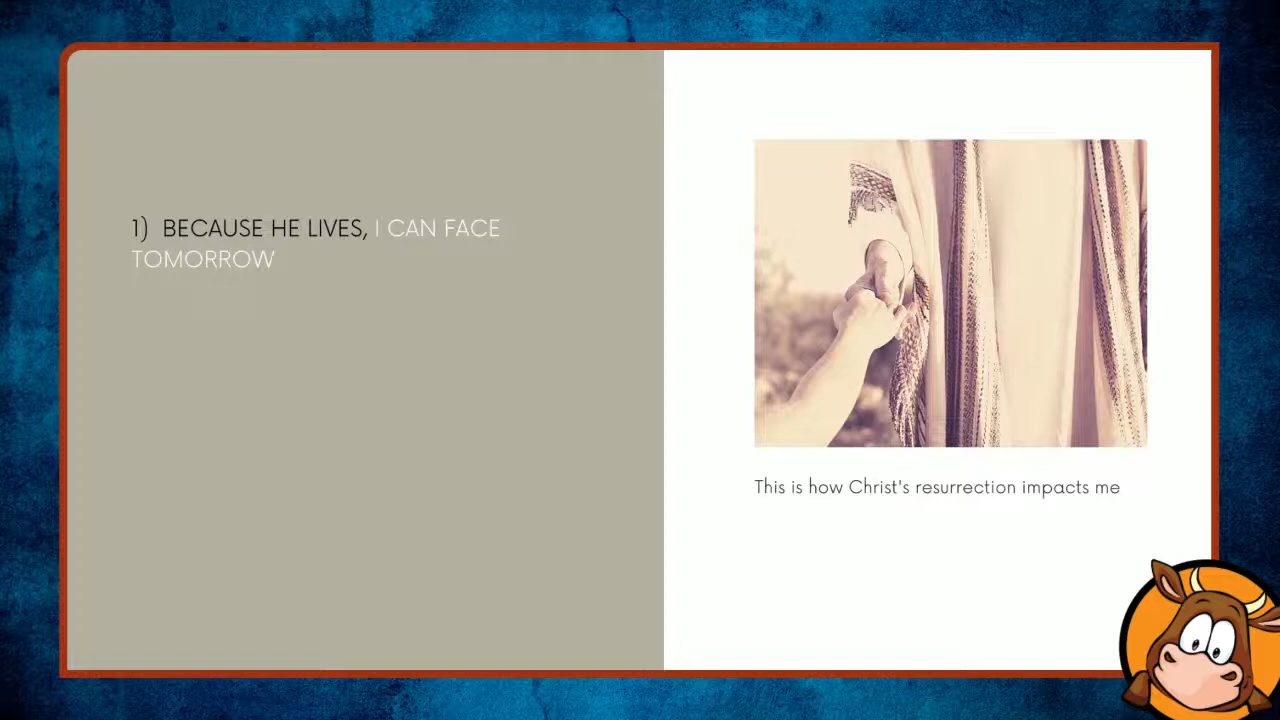 1) BECAUSE HE LIVES, I CAN FACE
TOMORROW
This is how Christ's resurrection impacts me